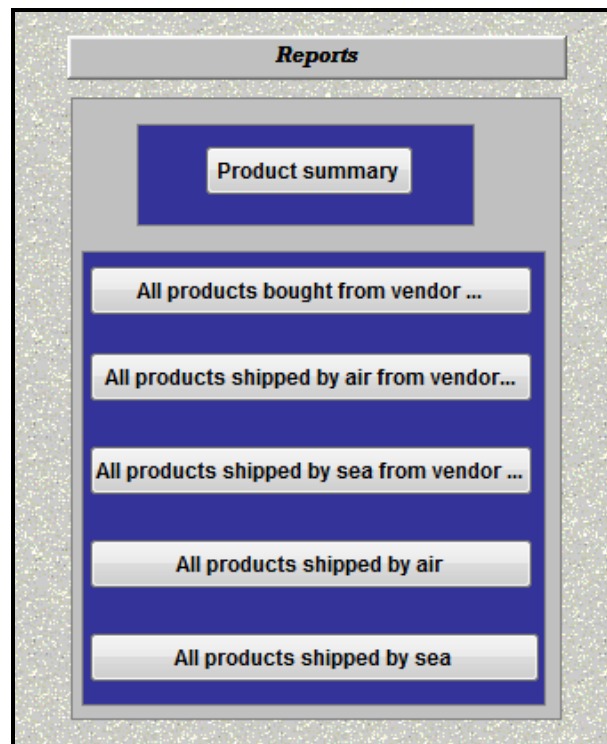 Reports
Product summary
All products bought from vendor ...
All products shipped by air from vendor...
All products shipped by sea from vendor ...
All products shipped by air
All products shipped by sea